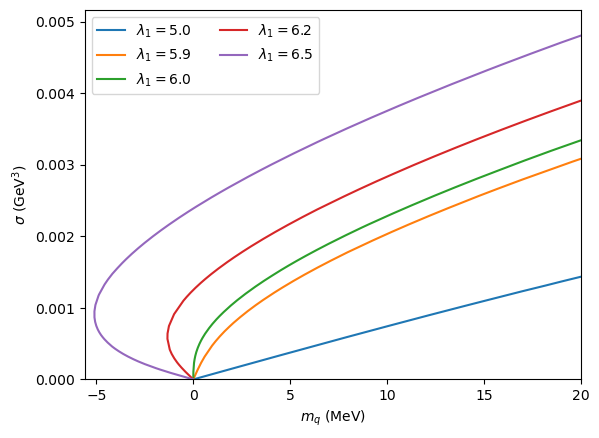 λ₁ = 5.0
λ₁ = 5.9
λ₁ = 6.0
λ₁ = 6.2
λ₁ = 6.5
0.005
0.004
0.003
0.002
0.001
0.000
σ (GeV³)
−5
0
5
10
15
20
m_q (MeV)